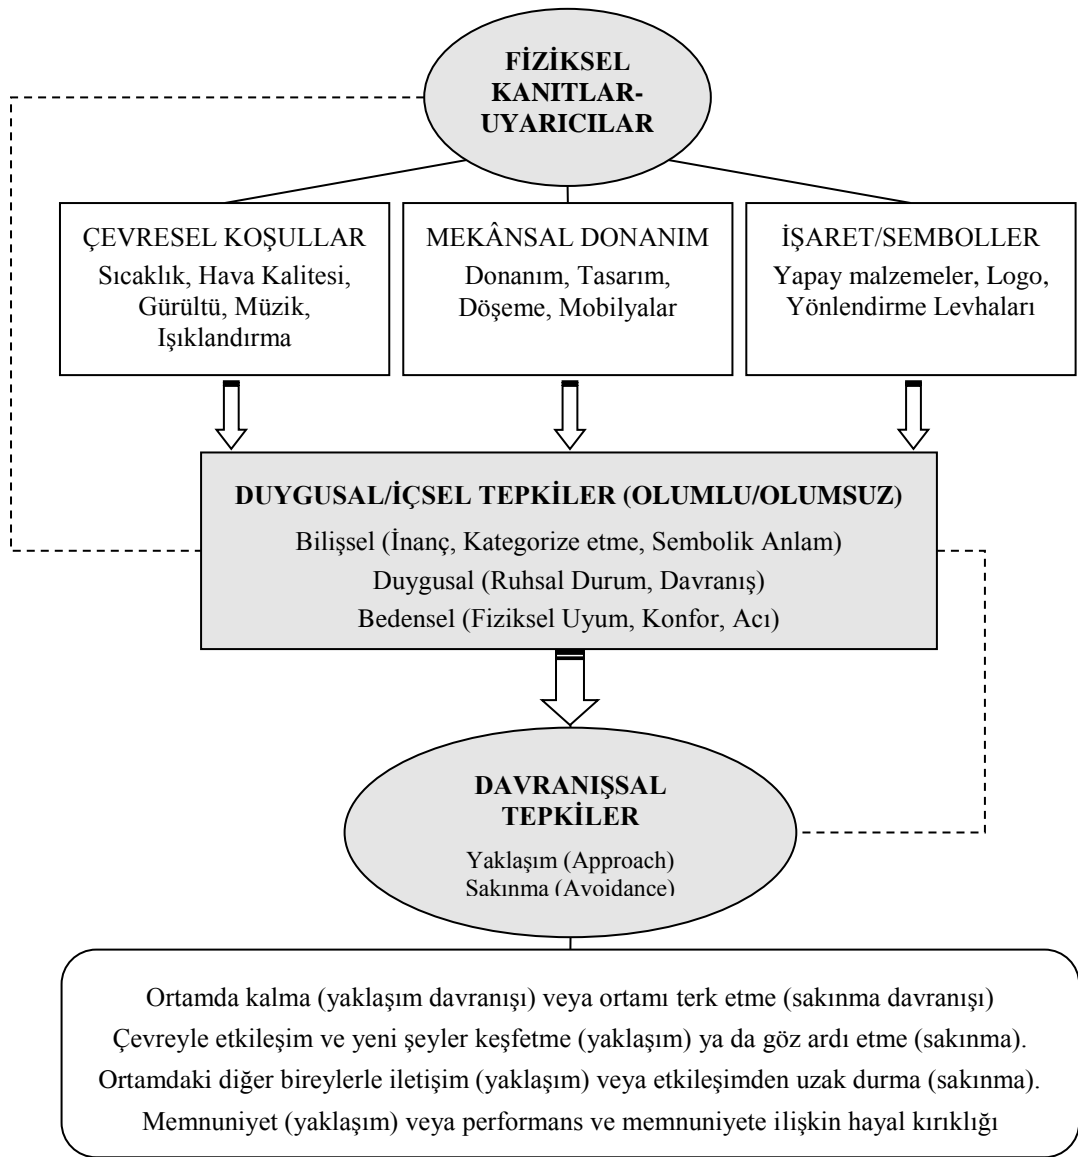 FİZİKSEL
KANITLAR-
UYARICILAR
ÇEVRESEL KOŞULLAR
Sıcaklık, Hava Kalitesi,
Gürültü, Müzik,
Işıklandırma
MEKÂNSAL DONANIM
Donanım, Tasarım,
Döşeme, Mobilyalar
İŞARET/SEMBOLLER
Yapay malzemeler, Logo,
Yönlendirme Levhaları
DUYGUSAL/İÇSEL TEPKİLER (OLUMLU/OLUMSUZ)
Bilişsel (İnanç, Kategorize etme, Sembolik Anlam)
Duygusal (Ruhsal Durum, Davranış)
Bedensel (Fiziksel Uyum, Konfor, Acı)
DAVRANIŞSAL
TEPKİLER
Yaklaşım (Approach)
Sakınma (Avoidance)
Ortamda kalma (yaklaşım davranışı) veya ortamı terk etme (sakınma davranışı)
Çevreyle etkileşim ve yeni şeyler keşfetme (yaklaşım) ya da göz ardı etme (sakınma).
Ortamdaki diğer bireylerle iletişim (yaklaşım) veya etkileşimden uzak durma (sakınma).
Memnuniyet (yaklaşım) veya performans ve memnuniyete ilişkin hayal kırıklığı